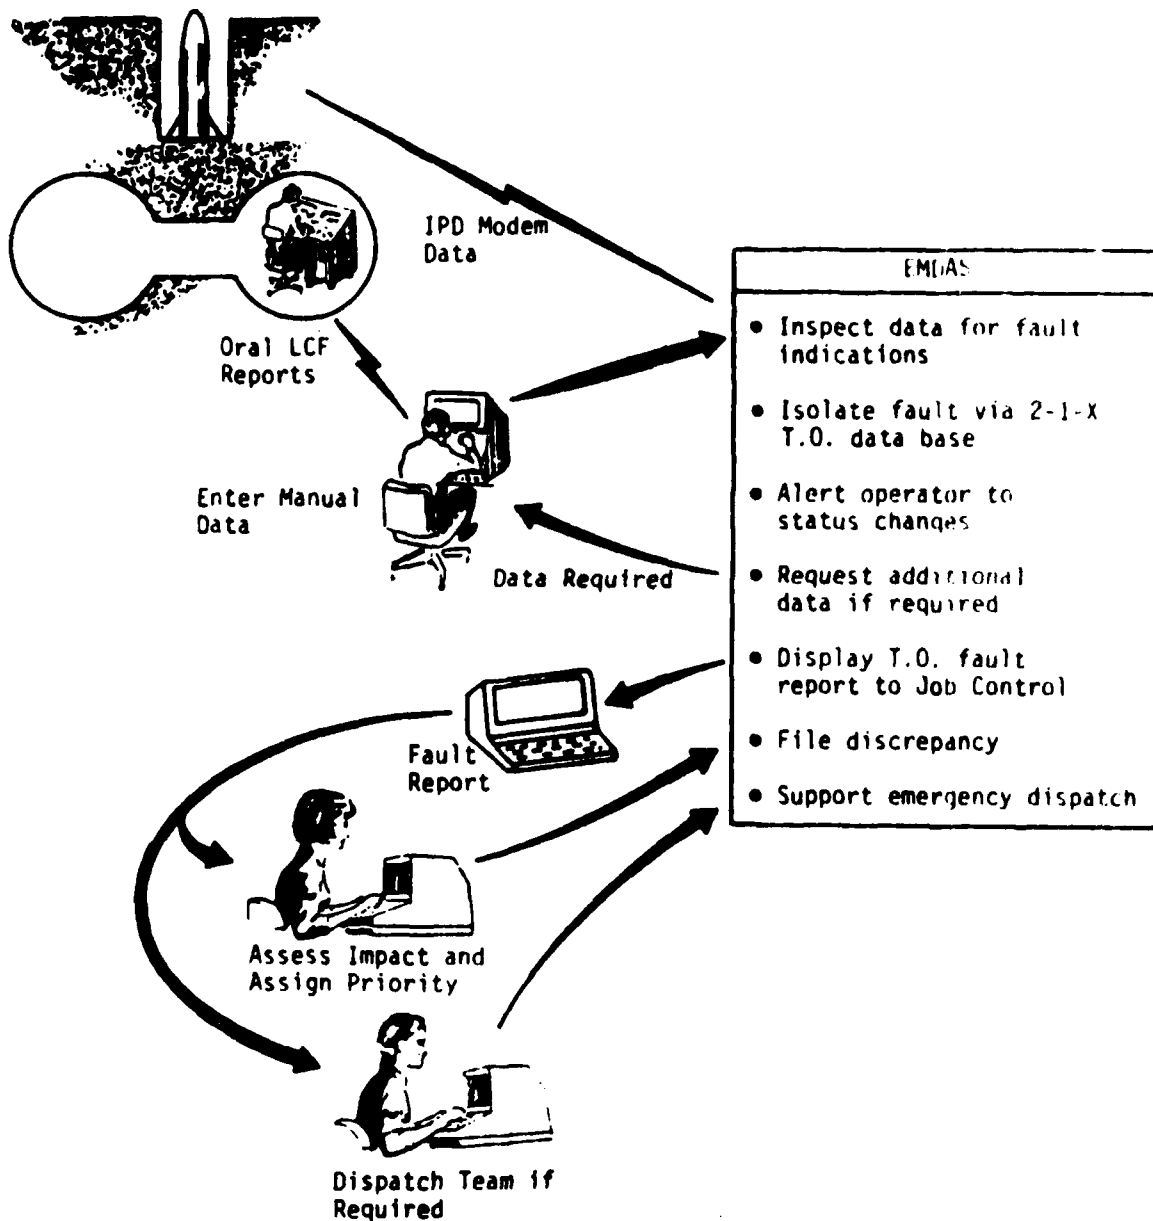 IPD Modem
Data
Oral LCF
Reports
Enter Manual
Data
Data Required
Fault
Report
Assess Impact and
Assign Priority
Dispatch Team if
Required
EMDAS
• Inspect data for fault
indications
• Isolate fault via 2-1-X
T.O. data base
• Alert operator to
status changes
• Request additional
data if required
• Display T.O. fault
report to Job Control
• File discrepancy
• Support emergency dispatch